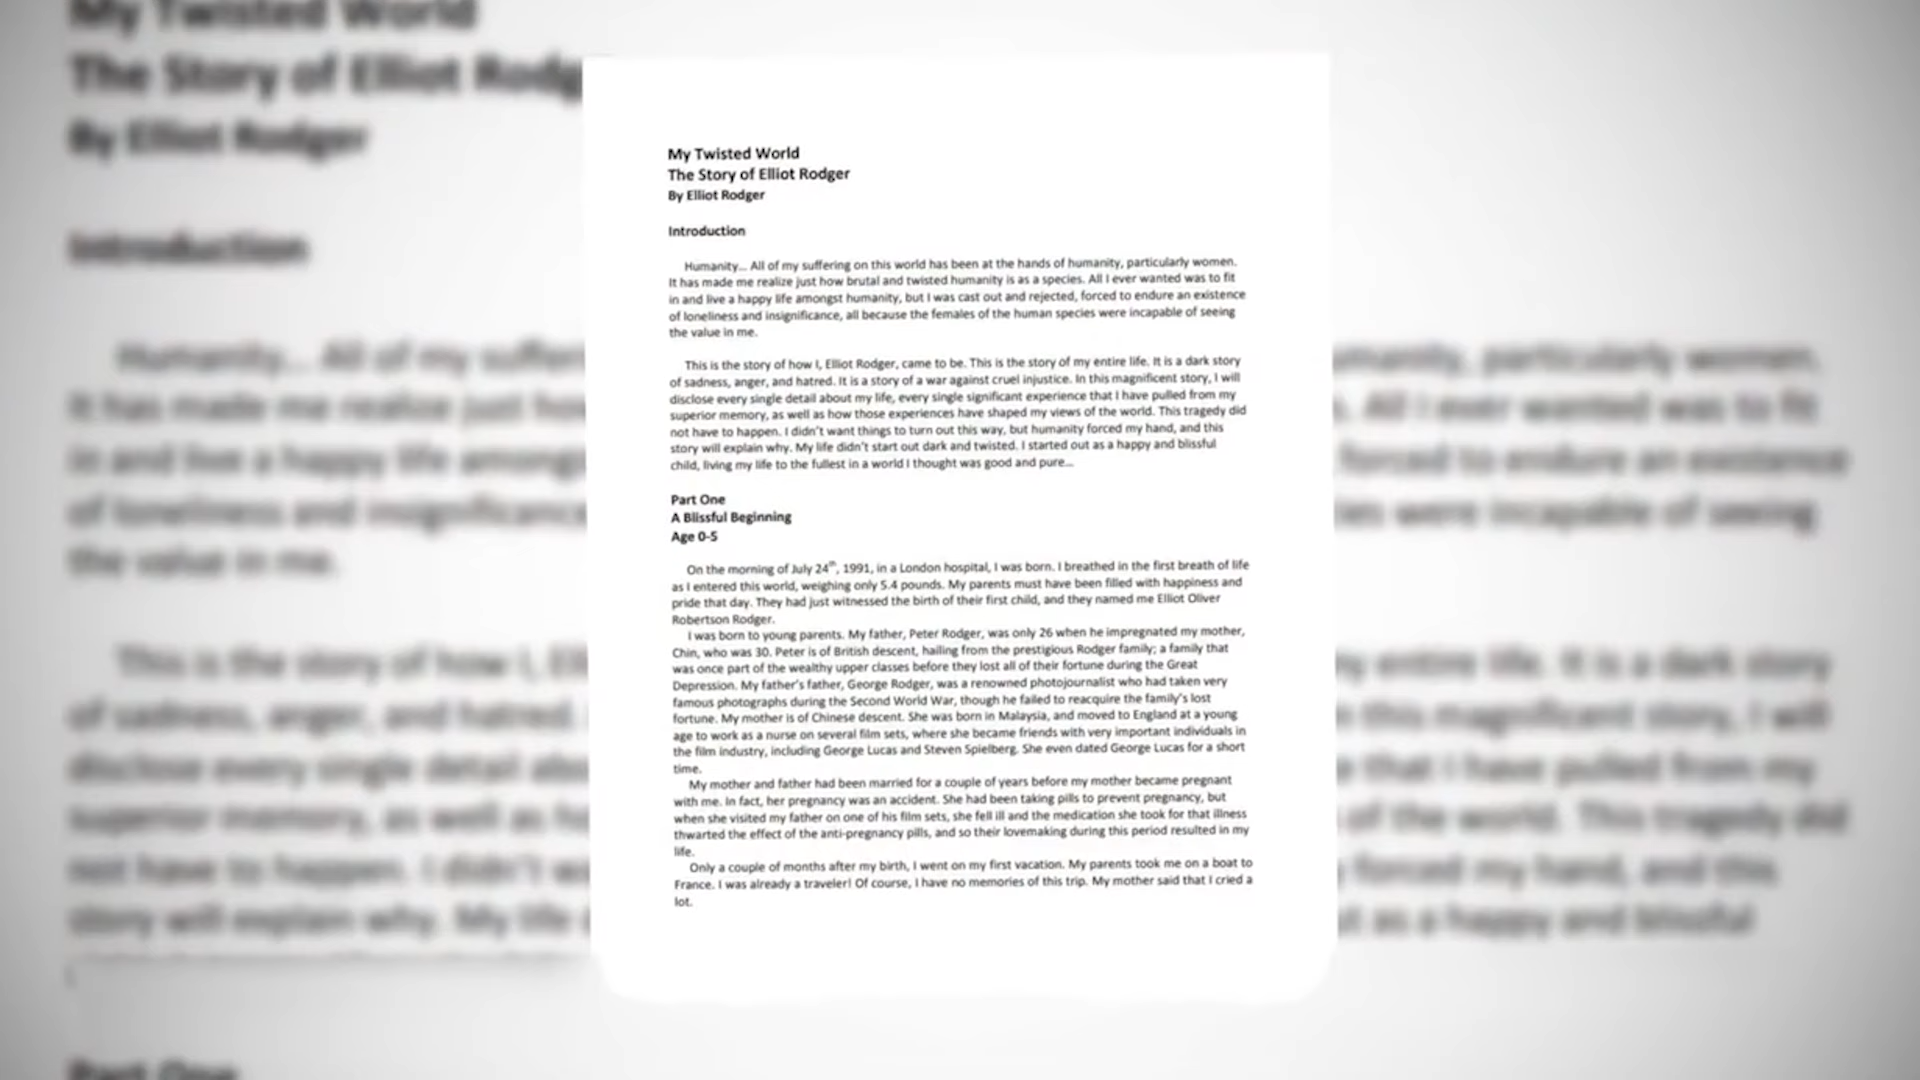 My Twisted World
The Story of Elliot Rodger
By Elliot Rodger
Introduction
Humanity... All of my suffering on this world has been at the hands of humanity, particularly women.
It has made me realize just how brutal and twisted humanity is as a species. All I ever wanted was to fit
in and live a happy life amongst humanity, but I was cast out and rejected, forced to endure an existence
of loneliness and insignificance, all because the females of the human species were incapable of seeing
the value in me.
This is the story of how I, Elliot Rodger, came to be. This is the story of my entire life. It is a dark story
of sadness, anger, and hatred. It is a story of a war against cruel injustice. In this magnificent story, I will
disclose every single detail about my life, every single significant experience that I have pulled from my
superior memory, as well as how those experiences have shaped my views of the world. This tragedy did
not have to happen. I didn't want things to turn out this way, but humanity forced my hand, and this
story will explain why. My life didn't start out dark and twisted. I started out as a happy and blissful
child, living my life to the fullest in a world I thought was good and pure...
Part One
A Blissful Beginning
Age 0-5
On the morning of July 24th, 1991, in a London hospital, I was born. I breathed in the first breath of life
as I entered this world, weighing only 5.4 pounds. My parents must have been filled with happiness and
pride that day. They had just witnessed the birth of their first child, and they named me Elliot Oliver
Robertson Rodger.
I was born to young parents. My father, Peter Rodger, was only 26 when he impregnated my mother,
Chin, who was 30. Peter is of British descent, hailing from the prestigious Rodger family; a family that
was once part of the wealthy upper classes before they lost all of their fortune during the Great
Depression. My father's father, George Rodger, was a renowned photojournalist who had taken very
famous photographs during the Second World War, though he failed to reacquire the family's lost
fortune. My mother is of Chinese descent. She was born in Malaysia, and moved to England at a young
age to work as a nurse on several film sets, where she became friends with very important individuals in
the film industry, including George Lucas and Steven Spielberg. She even dated George Lucas for a short
time.
My mother and father had been married for a couple of years before my mother became pregnant
with me. In fact, her pregnancy was an accident. She had been taking pills to prevent pregnancy, but
when she visited my father on one of his film sets, she fell ill and the medication she took for that illness
thwarted the effect of the anti-pregnancy pills, and so their lovemaking during this period resulted in my
life.
Only a couple of months after my birth, I went on my first vacation. My parents took me on a boat to
France. I was already a traveler! Of course, I have no memories of this trip. My mother said that I cried a
lot.